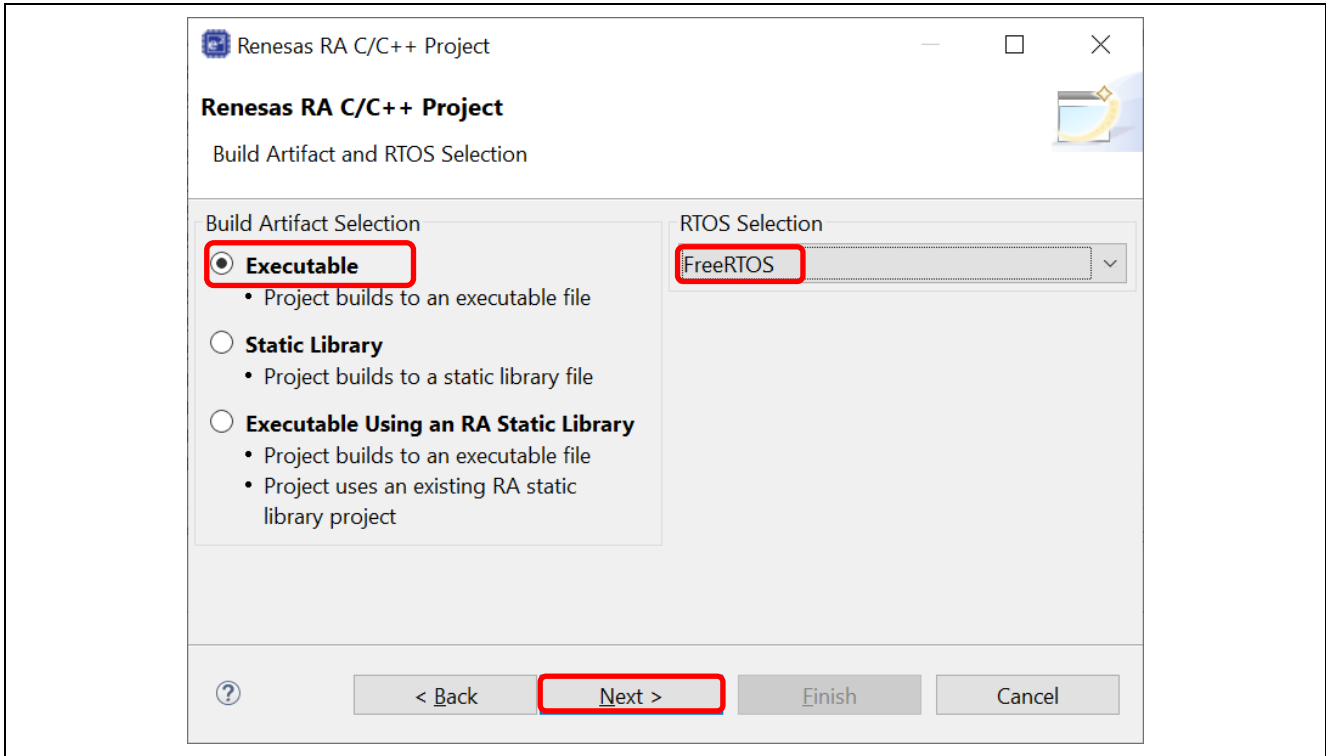 Renesas RA C/C++ Project
Renesas RA C/C++ Project
Build Artifact and RTOS Selection
Build Artifact Selection
Executable
• Project builds to an executable file
Static Library
• Project builds to a static library file
Executable Using an RA Static Library
• Project builds to an executable file
• Project uses an existing RA static
library project
RTOS Selection
FreeRTOS
< Back
Next >
Finish
Cancel